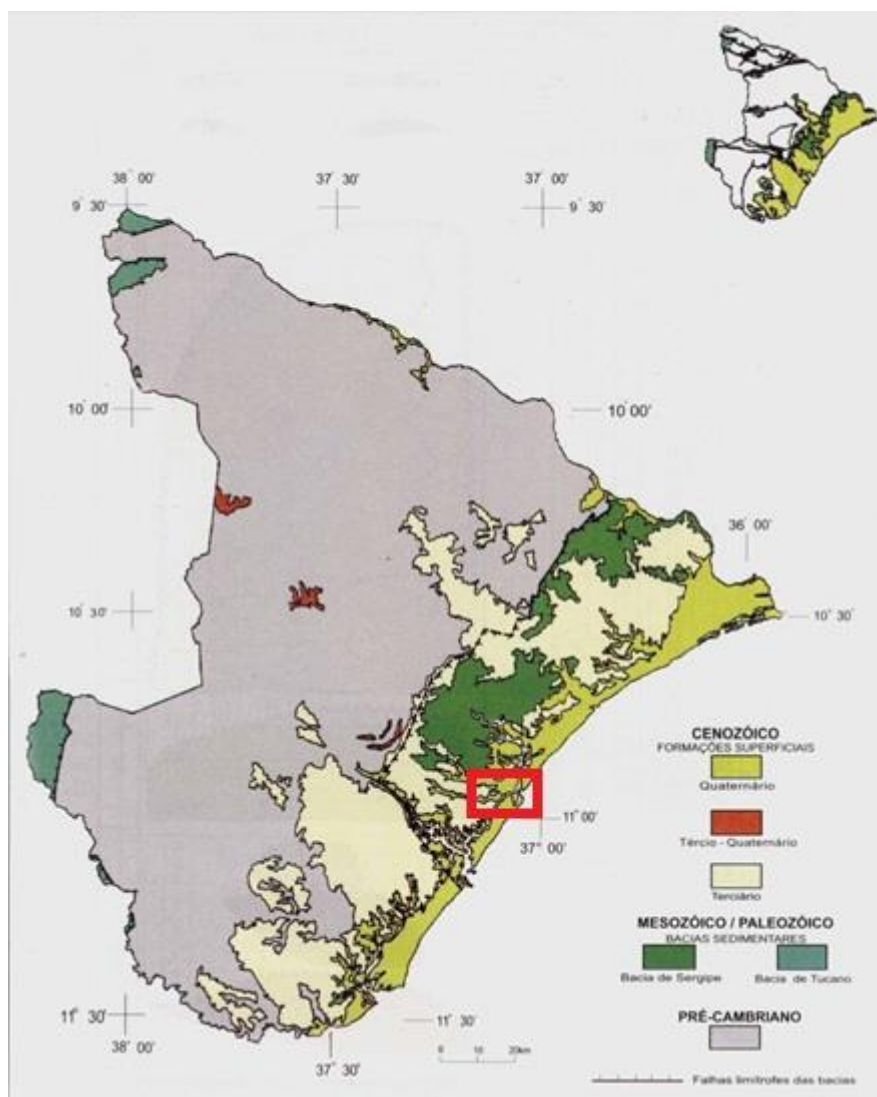 38° 00'
37° 30'
37° 00'
9° 30'
9° 30'
10° 00'
10° 00'
36° 00'
10° 30'
10° 30'
CENOZÓICO
FORMAÇÕES SUPERFICIAIS
Quaternário
11° 00'
37° 00'
Tércio - Quaternário
Terciário
MESOZÓICO / PALEOZÓICO
BACIAS SEDIMENTARES
Bacia de Sergipe
Bacia de Tucano
11° 30'
11° 30'
PRÉ-CAMBRIANO
38° 00'
0 10 20km
37° 30'
Falhas limítrofes das bacias